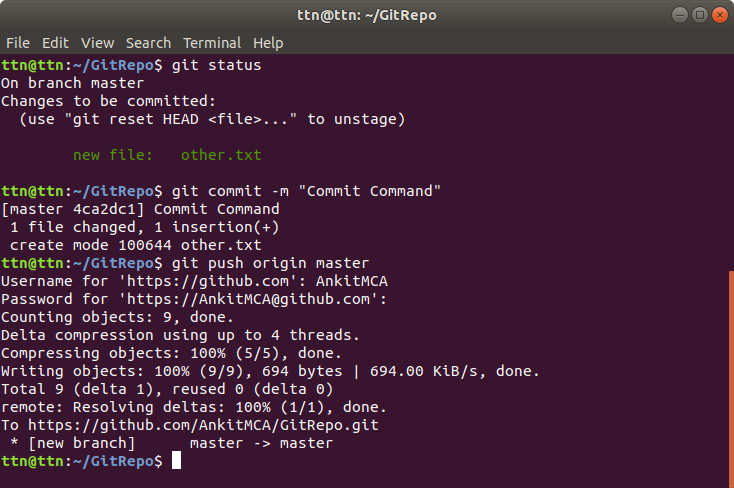 ttn@ttn: ~/GitRepo
File Edit View Search Terminal Help
ttn@ttn:~/GitRepo$ git status
On branch master
Changes to be committed:
  (use "git reset HEAD <file>..." to unstage)
        new file:   other.txt
ttn@ttn:~/GitRepo$ git commit -m "Commit Command"
[master 4ca2dc1] Commit Command
 1 file changed, 1 insertion(+)
 create mode 100644 other.txt
ttn@ttn:~/GitRepo$ git push origin master
Username for 'https://github.com': AnkitMCA
Password for 'https://AnkitMCA@github.com':
Counting objects: 9, done.
Delta compression using up to 4 threads.
Compressing objects: 100% (5/5), done.
Writing objects: 100% (9/9), 694 bytes | 694.00 KiB/s, done.
Total 9 (delta 1), reused 0 (delta 0)
remote: Resolving deltas: 100% (1/1), done.
To https://github.com/AnkitMCA/GitRepo.git
 * [new branch]      master -> master
ttn@ttn:~/GitRepo$